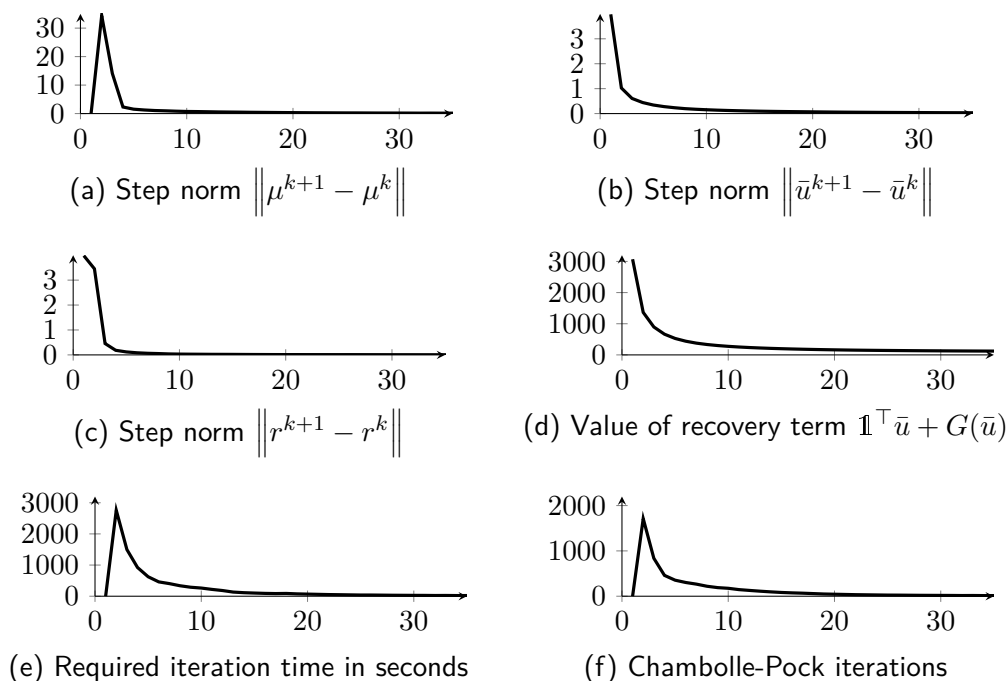 30
20
10
0
0 10 20 30
(a) Step norm ‖μ^{k+1} − μ^k‖
3
2
1
0
0 10 20 30
(b) Step norm ‖ū^{k+1} − ū^k‖
3
2
1
0
0 10 20 30
(c) Step norm ‖r^{k+1} − r^k‖
3000
2000
1000
0
0 10 20 30
(d) Value of recovery term 𝟙^⊤ ū + G(ū)
3000
2000
1000
0
0 10 20 30
(e) Required iteration time in seconds
2000
1000
0
0 10 20 30
(f) Chambolle-Pock iterations